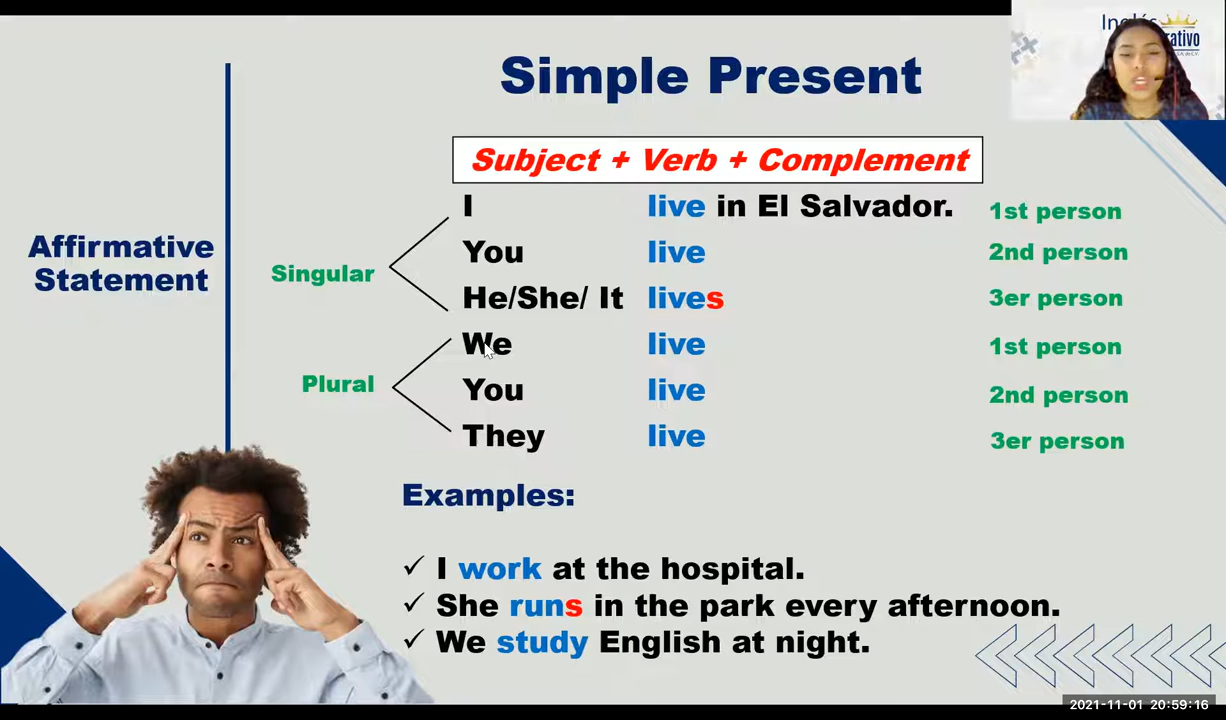 Simple Present
Subject + Verb + Complement
Affirmative
Statement
Singular
I live in El Salvador. 1st person
You live 2nd person
He/She/ It lives 3er person
Plural
We live 1st person
You live 2nd person
They live 3er person
Examples:
✓ I work at the hospital.
✓ She runs in the park every afternoon.
✓ We study English at night.
2021-11-01 20:59:16